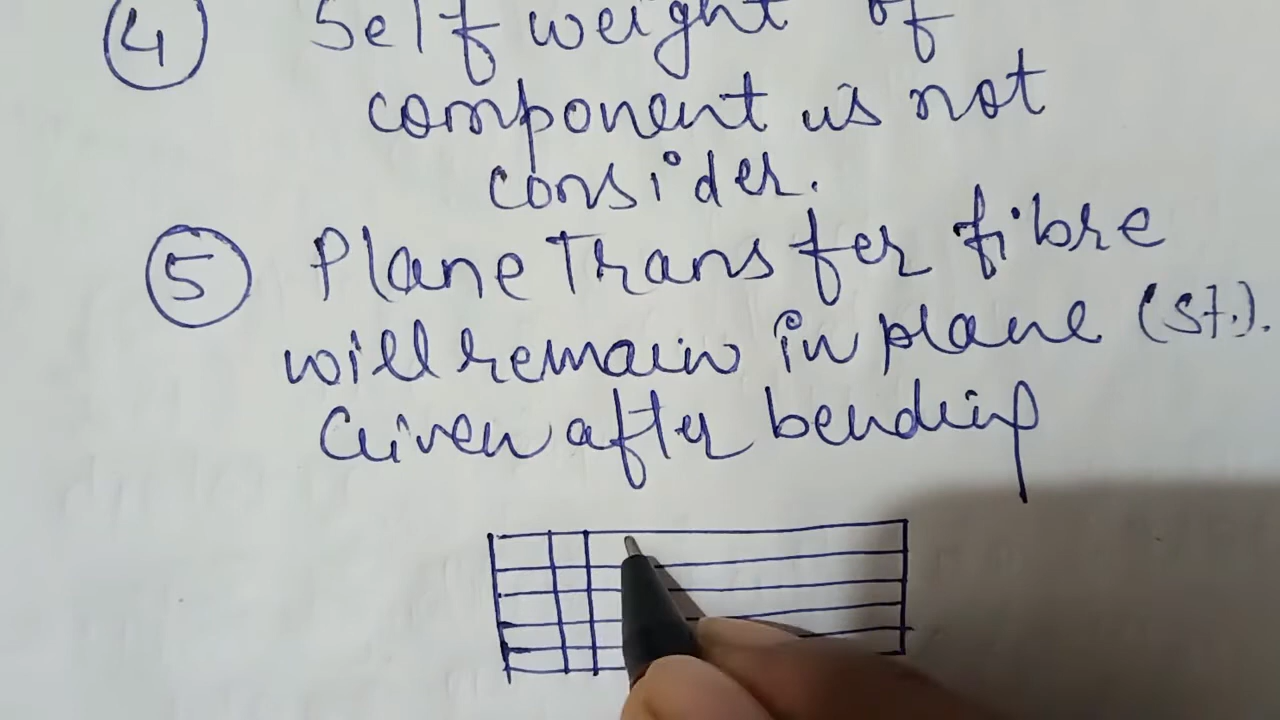 4 Self weight of
component is not
consider.
5 Plane Transfer fibre
will remain in plane (St.).
Given after bending